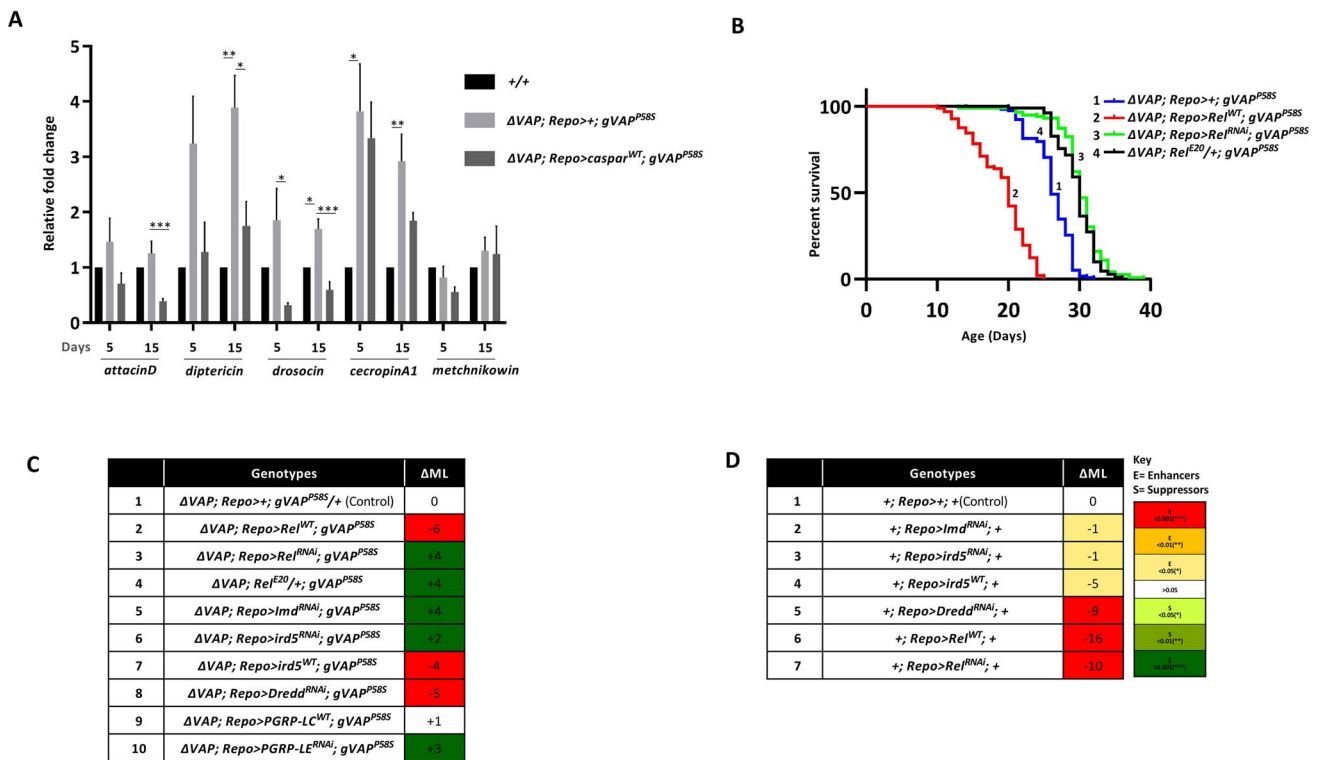 A
Relative fold change
5
4
3
2
1
0
*
**
*
*
*
***
***
**
+/+
ΔVAP; Repo>+; gVAP^P58S
ΔVAP; Repo>caspar^WT; gVAP^P58S
Days 5 15 5 15 5 15 5 15 5 15
attacinD diptericin drosocin cecropinA1 metchnikowin
B
Percent survival
100
50
0
0 10 20 30 40
Age (Days)
4
3
1
2
1 ΔVAP; Repo>+; gVAP^P58S
2 ΔVAP; Repo>Rel^WT; gVAP^P58S
3 ΔVAP; Repo>Rel^RNAi; gVAP^P58S
4 ΔVAP; Rel^E20/+; gVAP^P58S
C
Genotypes ΔML
1 ΔVAP; Repo>+; gVAP^P58S/+ (Control) 0
2 ΔVAP; Repo>Rel^WT; gVAP^P58S -6
3 ΔVAP; Repo>Rel^RNAi; gVAP^P58S +4
4 ΔVAP; Rel^E20/+; gVAP^P58S +4
5 ΔVAP; Repo>Imd^RNAi; gVAP^P58S +4
6 ΔVAP; Repo>ird5^RNAi; gVAP^P58S +2
7 ΔVAP; Repo>ird5^WT; gVAP^P58S -4
8 ΔVAP; Repo>Dredd^RNAi; gVAP^P58S -5
9 ΔVAP; Repo>PGRP-LC^WT; gVAP^P58S +1
10 ΔVAP; Repo>PGRP-LE^RNAi; gVAP^P58S +3
D
Genotypes ΔML
1 +; Repo>+; +(Control) 0
2 +; Repo>Imd^RNAi; + -1
3 +; Repo>ird5^RNAi; + -1
4 +; Repo>ird5^WT; + -5
5 +; Repo>Dredd^RNAi; + -9
6 +; Repo>Rel^WT; + -16
7 +; Repo>Rel^RNAi; + -10
Key
E= Enhancers
S= Suppressors
E
<0.001(***)
E
<0.01(**)
E
<0.05(*)
>0.05
S
<0.05(*)
S
<0.01(**)
S
<0.001(***)